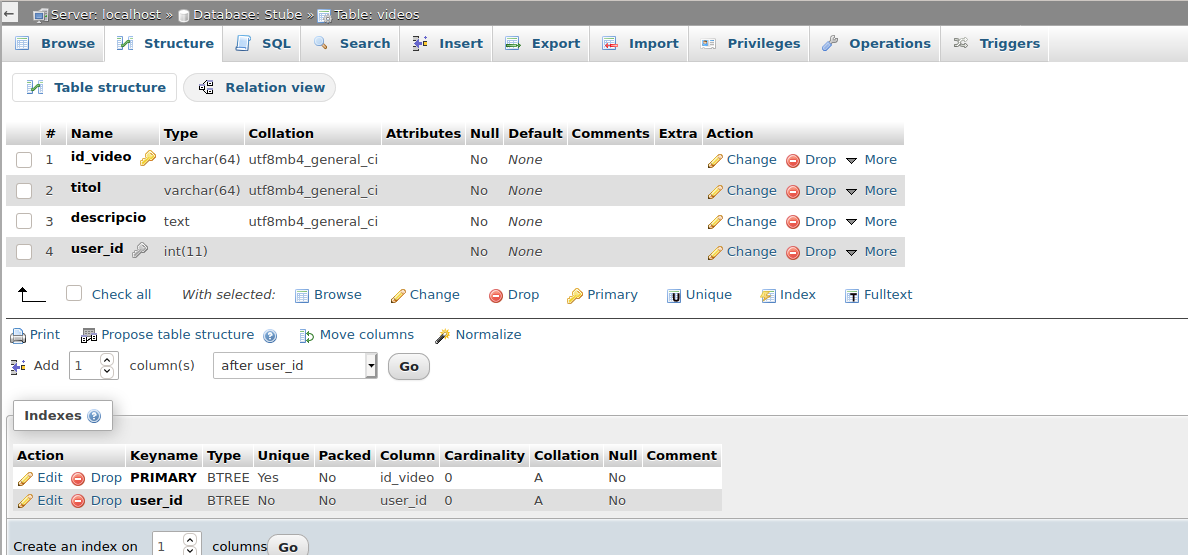 Server: localhost » Database: Stube » Table: videos
Browse Structure SQL Search Insert Export Import Privileges Operations Triggers
Table structure Relation view
# Name Type Collation Attributes Null Default Comments Extra Action
1 id_video varchar(64) utf8mb4_general_ci No None Change Drop More
2 titol varchar(64) utf8mb4_general_ci No None Change Drop More
3 descripcio text utf8mb4_general_ci No None Change Drop More
4 user_id int(11) No None Change Drop More
Check all With selected: Browse Change Drop Primary Unique Index Fulltext
Print Propose table structure Move columns Normalize
Add 1 column(s) after user_id Go
Indexes
Action Keyname Type Unique Packed Column Cardinality Collation Null Comment
Edit Drop PRIMARY BTREE Yes No id_video 0 A No
Edit Drop user_id BTREE No No user_id 0 A No
Create an index on 1 columns Go